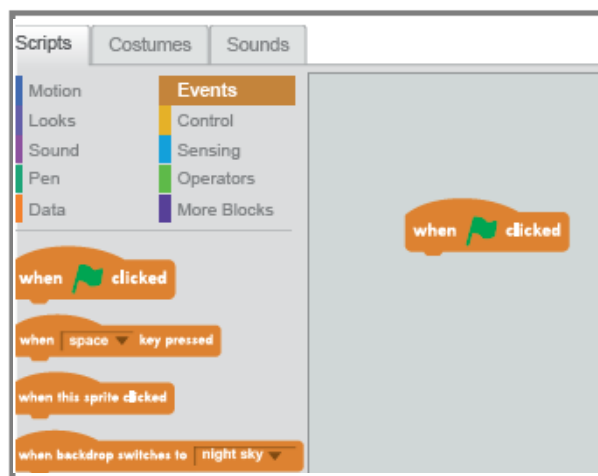 Scripts Costumes Sounds
Motion Events
Looks Control
Sound Sensing
Pen Operators
Data More Blocks
when clicked
when clicked
when space key pressed
when this sprite clicked
when backdrop switches to night sky